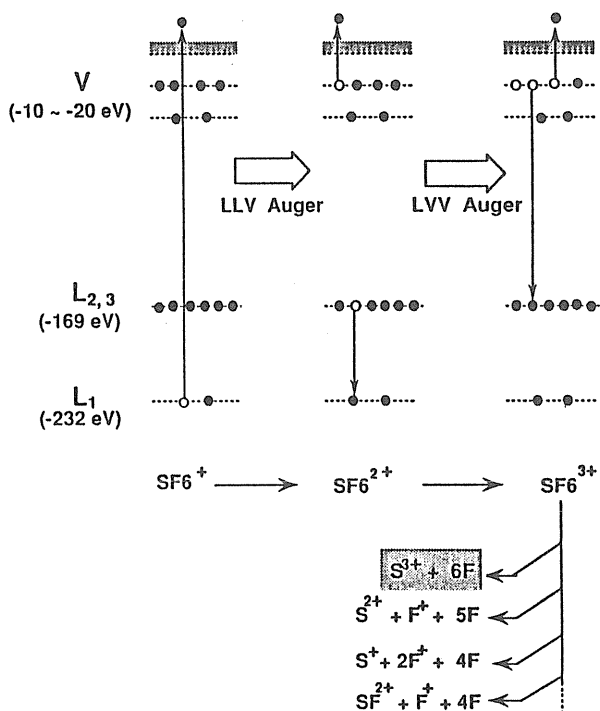 V
(-10 ~ -20 eV)
LLV Auger
LVV Auger
L2,3
(-169 eV)
L1
(-232 eV)
SF6+
SF6 2+
SF6 3+
S3+ + 6F
S2+ + F+ + 5F
S+ + 2F+ + 4F
SF2+ + F+ + 4F